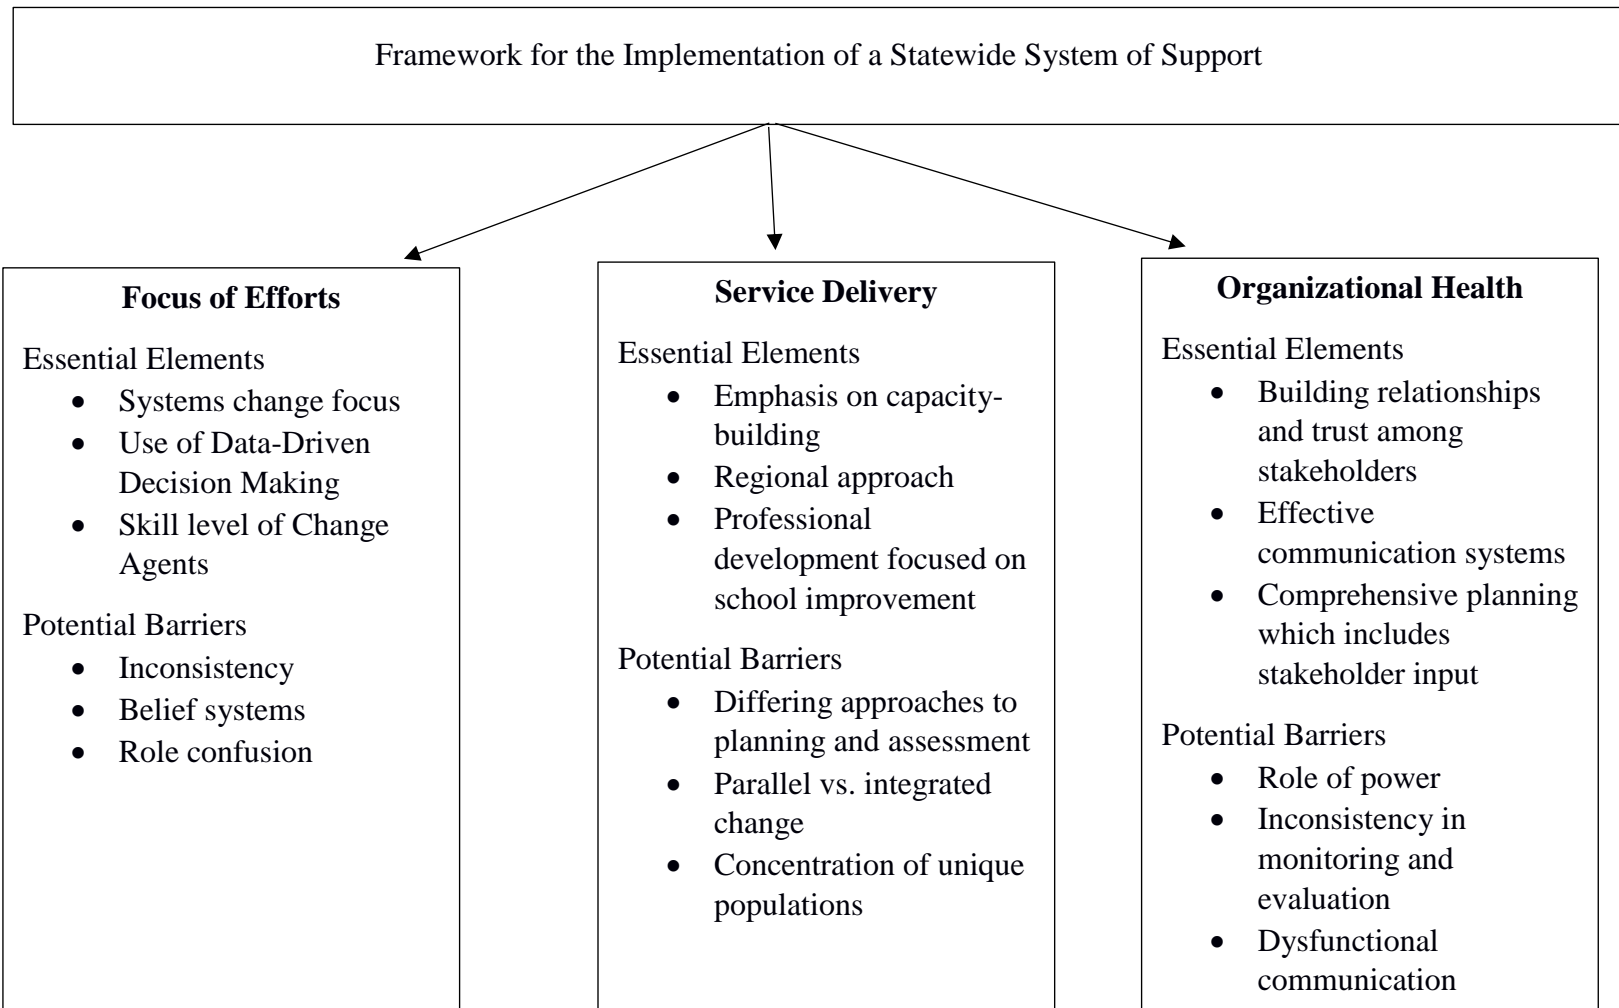 Framework for the Implementation of a Statewide System of Support
Focus of Efforts
Essential Elements
• Systems change focus
• Use of Data-Driven
Decision Making
• Skill level of Change
Agents
Potential Barriers
• Inconsistency
• Belief systems
• Role confusion
Service Delivery
Essential Elements
• Emphasis on capacity-
building
• Regional approach
• Professional
development focused on
school improvement
Potential Barriers
• Differing approaches to
planning and assessment
• Parallel vs. integrated
change
• Concentration of unique
populations
Organizational Health
Essential Elements
• Building relationships
and trust among
stakeholders
• Effective
communication systems
• Comprehensive planning
which includes
stakeholder input
Potential Barriers
• Role of power
• Inconsistency in
monitoring and
evaluation
• Dysfunctional
communication